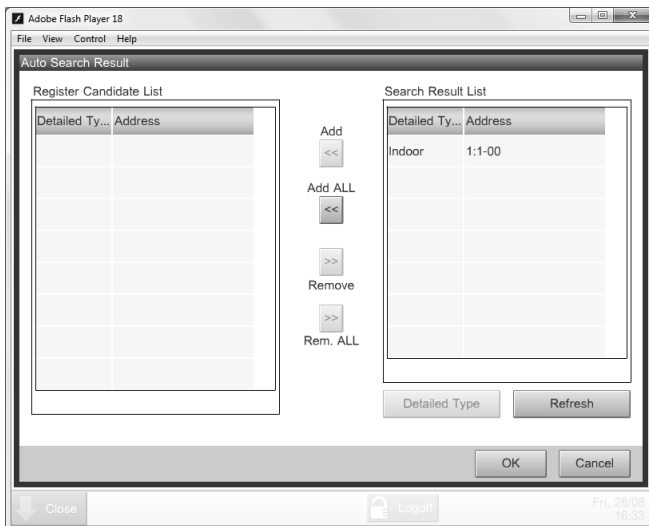 Adobe Flash Player 18
File View Control Help
Auto Search Result
Register Candidate List
Detailed Ty... Address
Add
<<
Add ALL
<<
>>
Remove
>>
Rem. ALL
Search Result List
Detailed Ty... Address
Indoor 1:1-00
Detailed Type Refresh
OK Cancel
Close Logoff Fri, 28/08
16:33